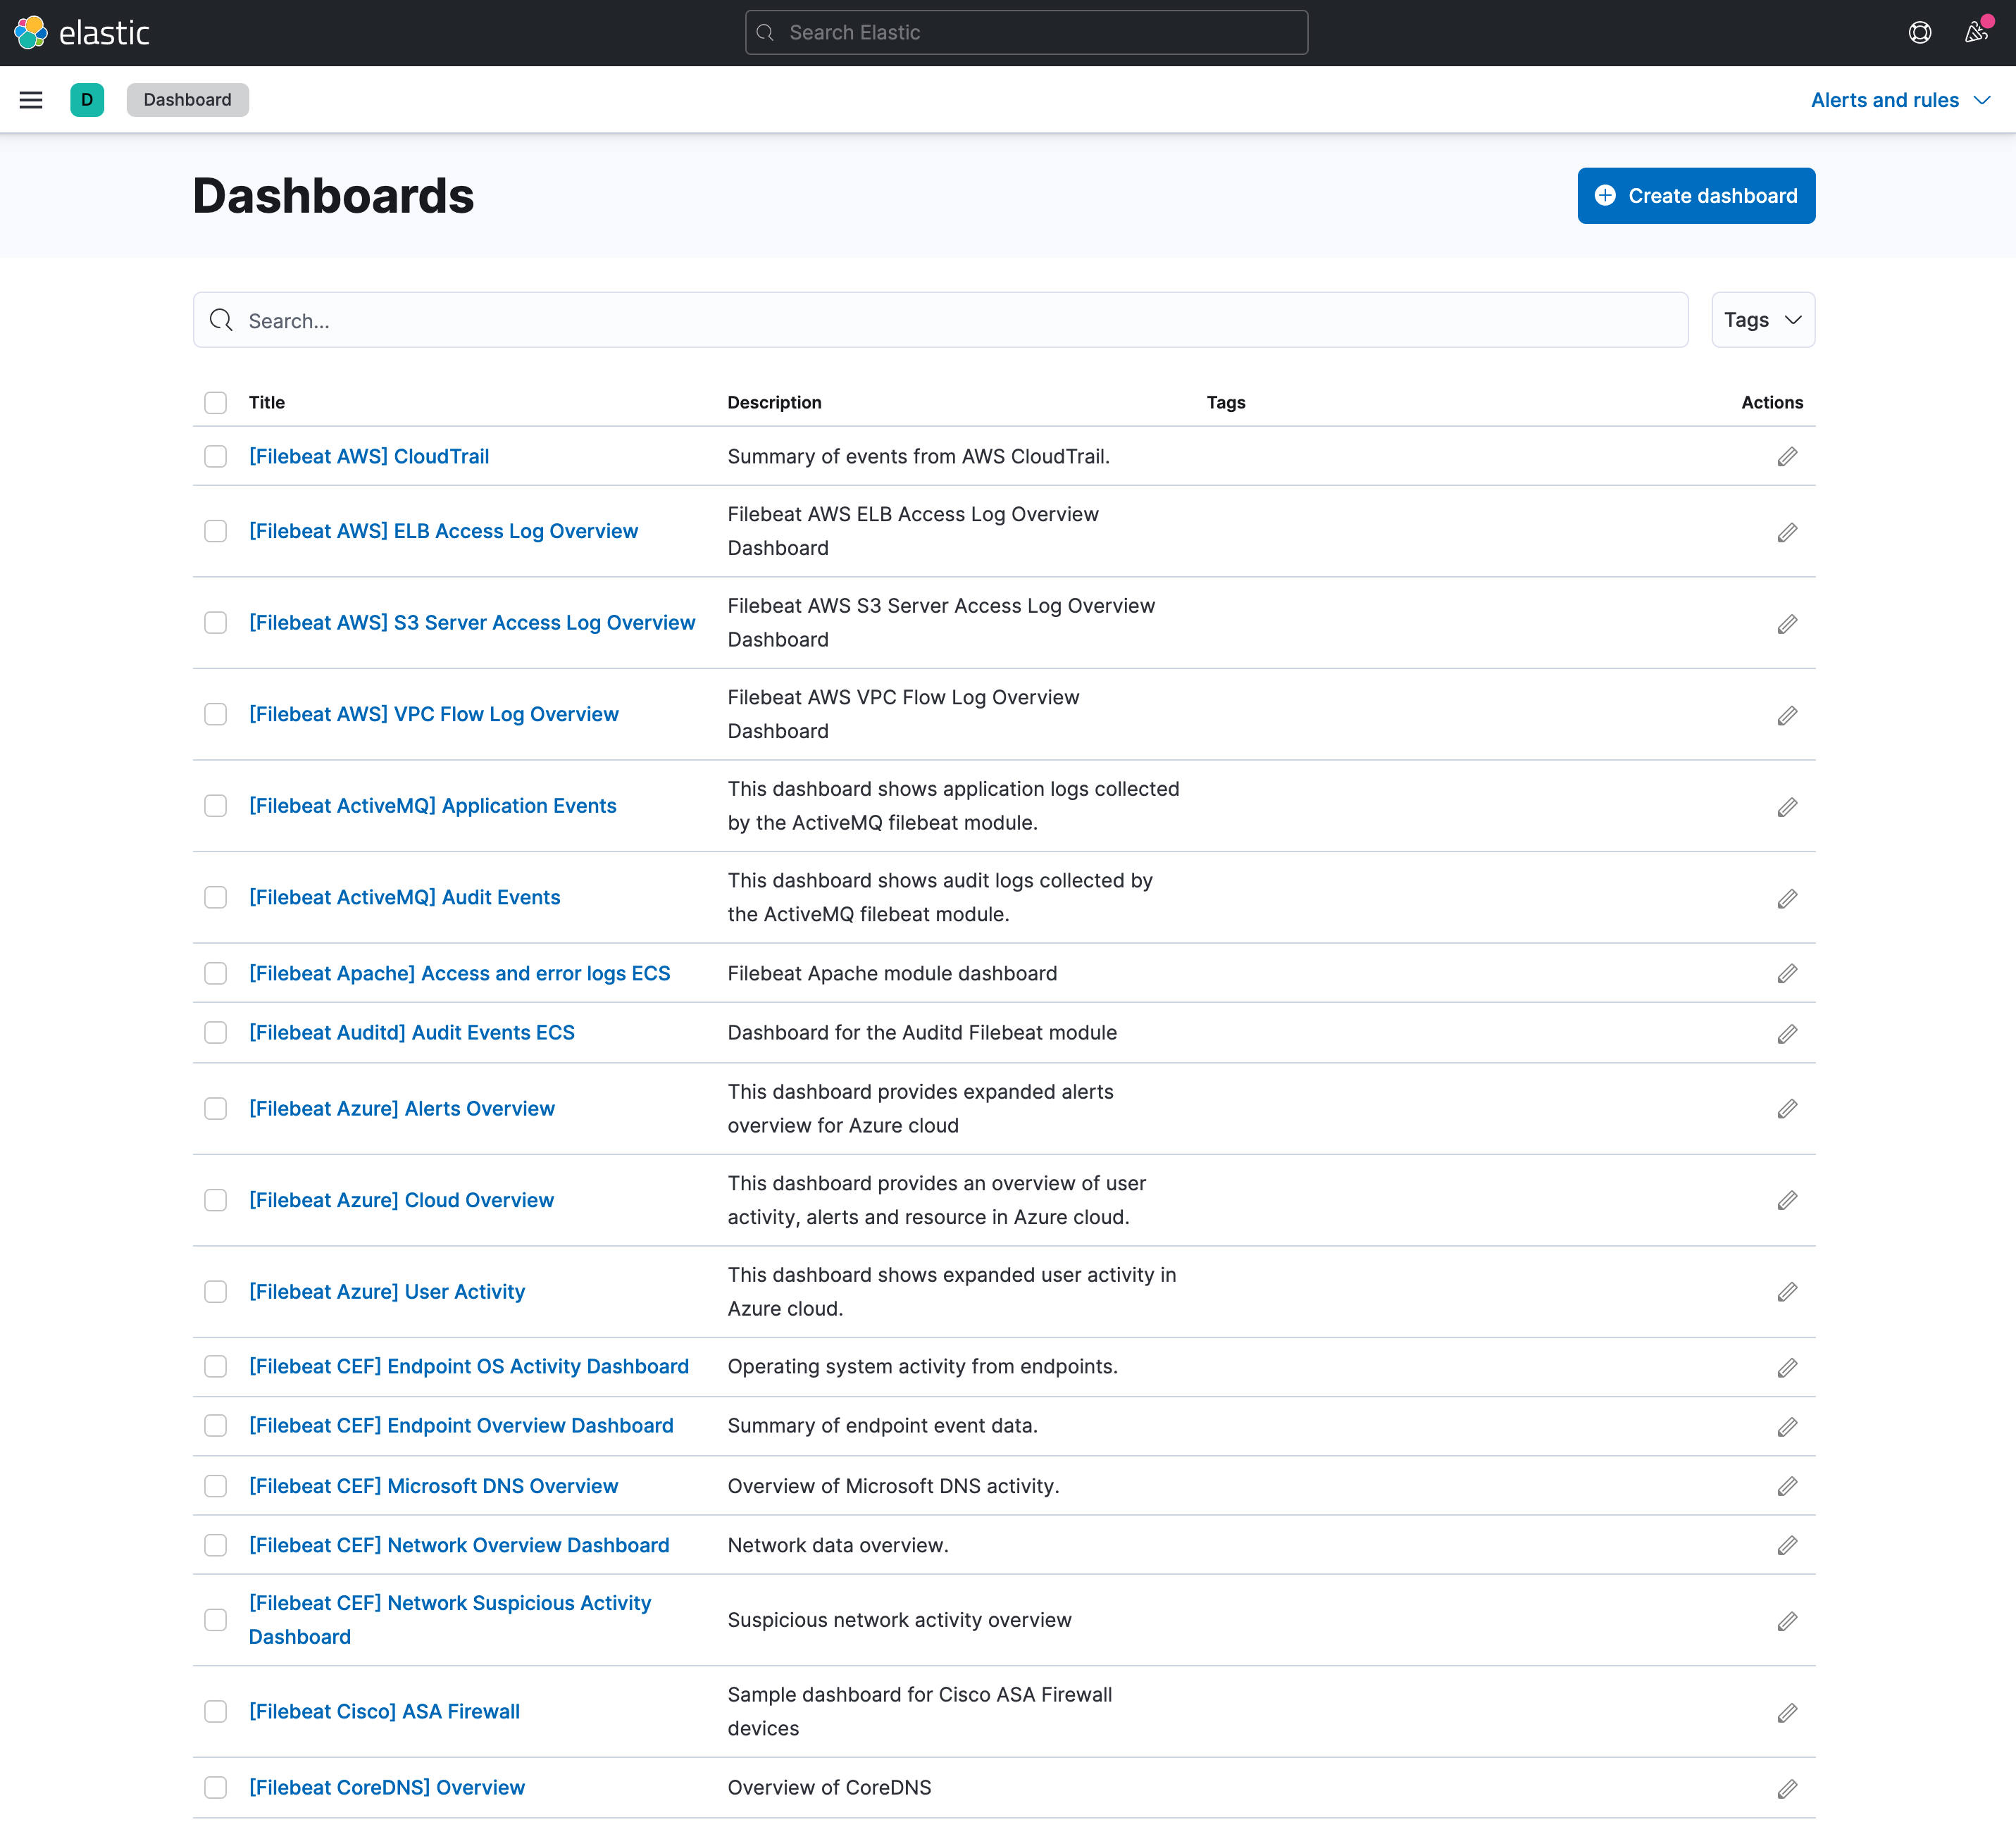 elastic
Search Elastic
D
Dashboard
Alerts and rules
Dashboards
Create dashboard
Search...
Tags
Title Description Tags Actions
[Filebeat AWS] CloudTrail
Summary of events from AWS CloudTrail.
[Filebeat AWS] ELB Access Log Overview
Filebeat AWS ELB Access Log Overview
Dashboard
[Filebeat AWS] S3 Server Access Log Overview
Filebeat AWS S3 Server Access Log Overview
Dashboard
[Filebeat AWS] VPC Flow Log Overview
Filebeat AWS VPC Flow Log Overview
Dashboard
[Filebeat ActiveMQ] Application Events
This dashboard shows application logs collected
by the ActiveMQ filebeat module.
[Filebeat ActiveMQ] Audit Events
This dashboard shows audit logs collected by
the ActiveMQ filebeat module.
[Filebeat Apache] Access and error logs ECS
Filebeat Apache module dashboard
[Filebeat Auditd] Audit Events ECS
Dashboard for the Auditd Filebeat module
[Filebeat Azure] Alerts Overview
This dashboard provides expanded alerts
overview for Azure cloud
[Filebeat Azure] Cloud Overview
This dashboard provides an overview of user
activity, alerts and resource in Azure cloud.
[Filebeat Azure] User Activity
This dashboard shows expanded user activity in
Azure cloud.
[Filebeat CEF] Endpoint OS Activity Dashboard
Operating system activity from endpoints.
[Filebeat CEF] Endpoint Overview Dashboard
Summary of endpoint event data.
[Filebeat CEF] Microsoft DNS Overview
Overview of Microsoft DNS activity.
[Filebeat CEF] Network Overview Dashboard
Network data overview.
[Filebeat CEF] Network Suspicious Activity
Dashboard
Suspicious network activity overview
[Filebeat Cisco] ASA Firewall
Sample dashboard for Cisco ASA Firewall
devices
[Filebeat CoreDNS] Overview
Overview of CoreDNS